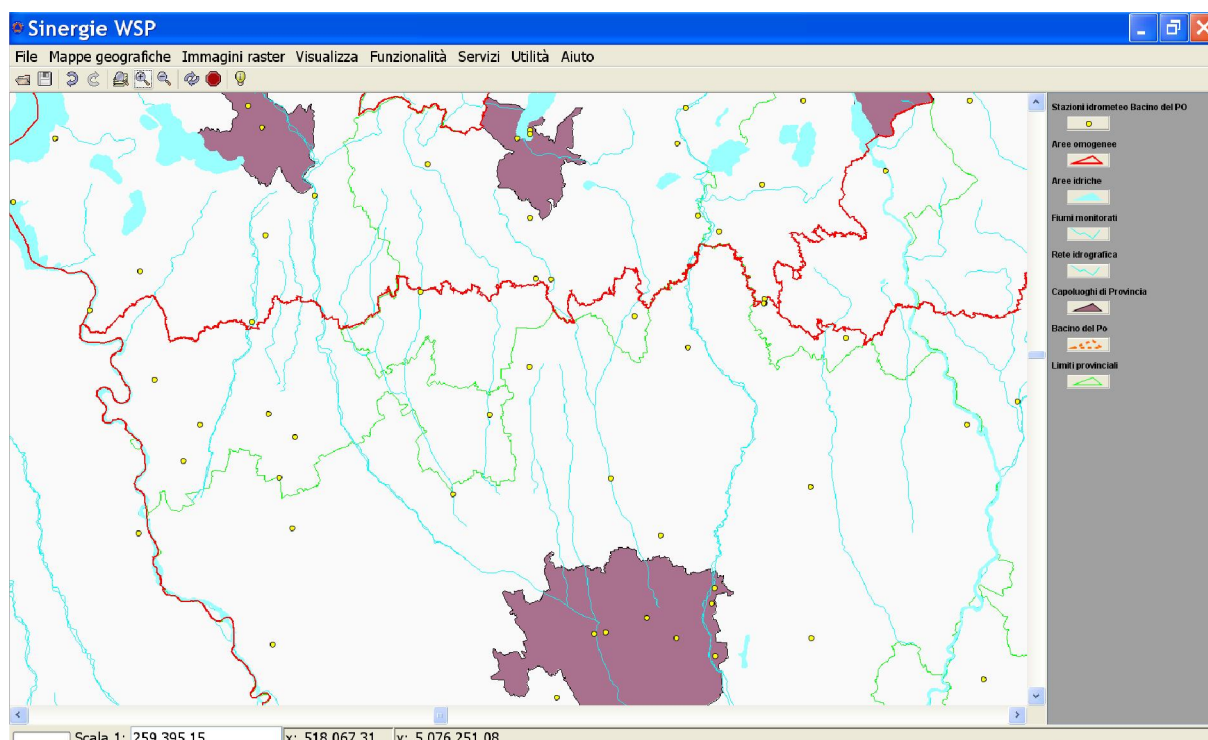 Sinergie WSP
File Mappe geografiche Immagini raster Visualizza Funzionalità Servizi Utilità Aiuto
Stazioni idrometeo Bacino del PO
Aree omogenee
Aree idriche
Fiumi monitorati
Rete idrografica
Capoluoghi di Provincia
Bacino del Po
Limiti provinciali
Scala 1: 259.395,15 x: 518.067,31 y: 5.076.251,08